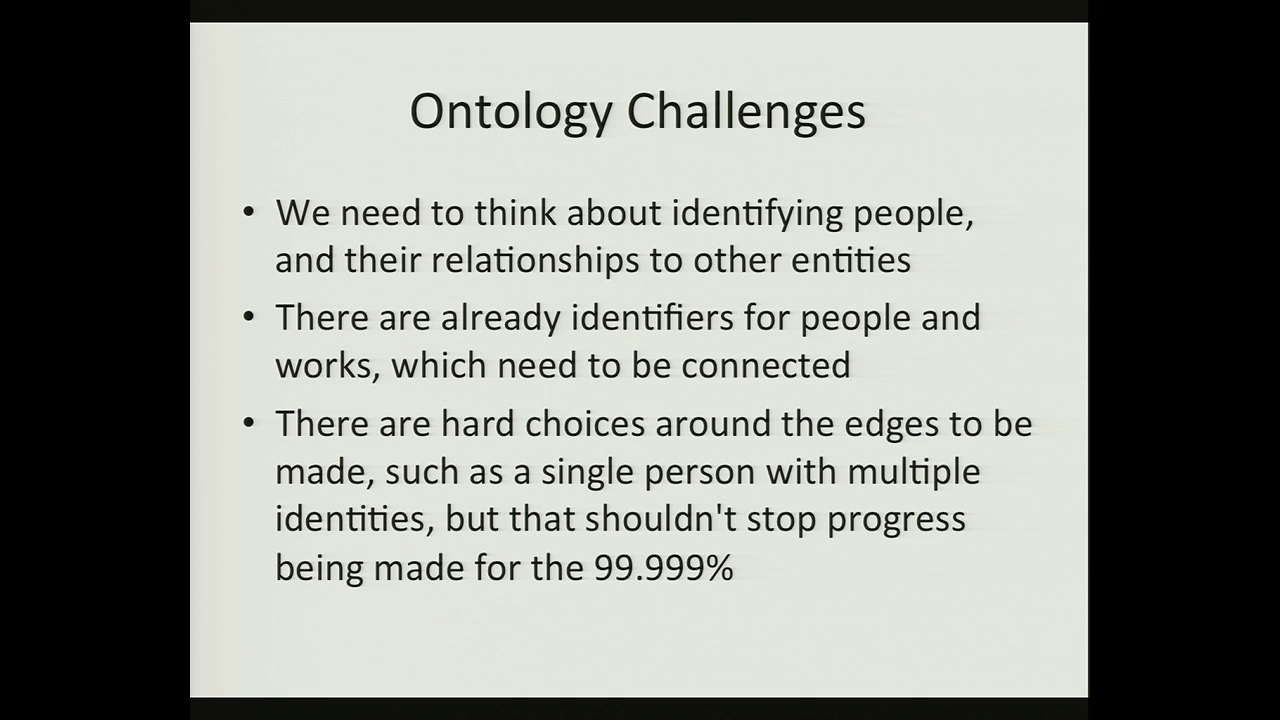 Ontology Challenges
• We need to think about identifying people,
and their relationships to other entities
• There are already identifiers for people and
works, which need to be connected
• There are hard choices around the edges to be
made, such as a single person with multiple
identities, but that shouldn't stop progress
being made for the 99.999%